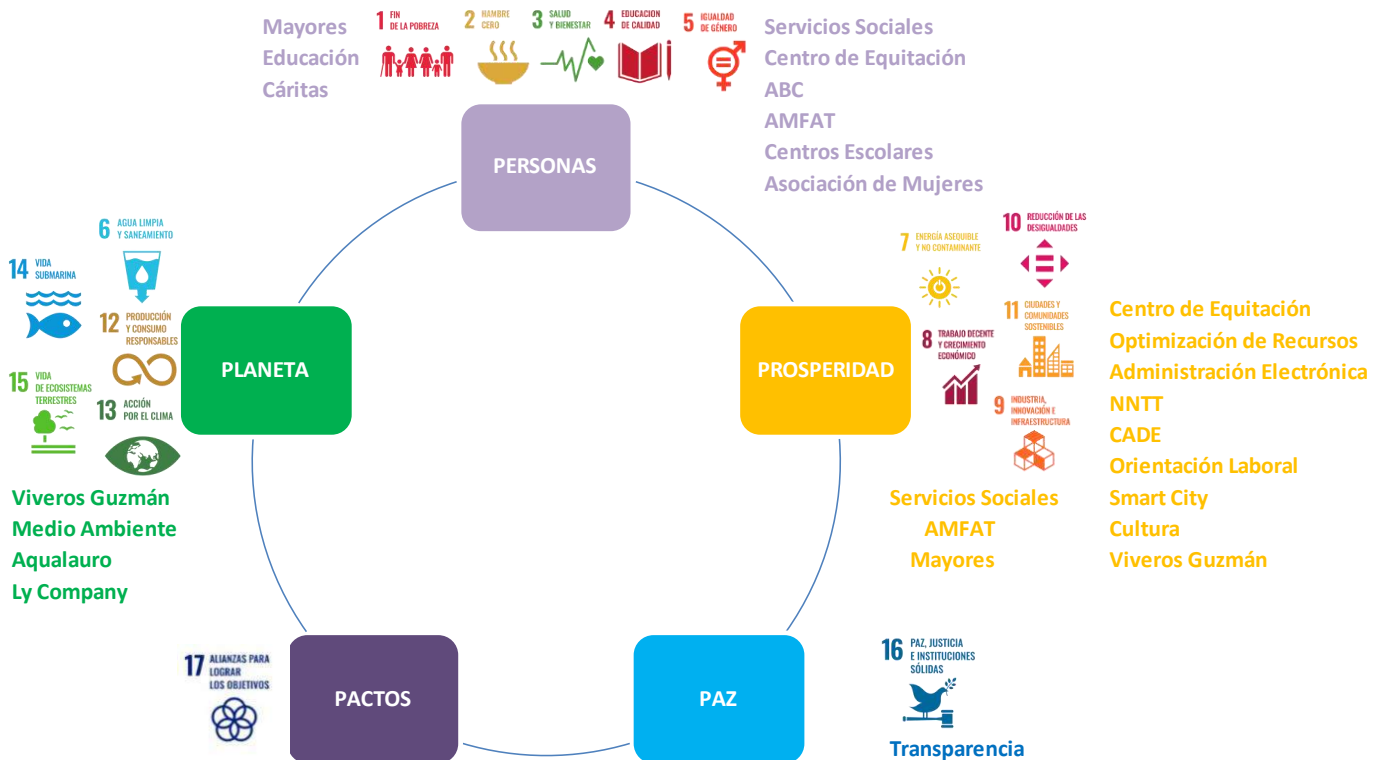 Mayores
Educación
Cáritas
1 FIN
DE LA POBREZA
2 HAMBRE
CERO
3 SALUD
Y BIENESTAR
4 EDUCACION
DE CALIDAD
5 IGUALDAD
DE GÉNERO
Servicios Sociales
Centro de Equitación
ABC
AMFAT
Centros Escolares
Asociación de Mujeres
PERSONAS
6 AGUA LIMPIA
Y SANEAMIENTO
14 VIDA
SUBMARINA
12 PRODUCCIÓN
Y CONSUMO
RESPONSABLES
15 VIDA
DE ECOSISTEMAS
TERRESTRES
13 ACCIÓN
POR EL CLIMA
PLANETA
Viveros Guzmán
Medio Ambiente
Aqualauro
Ly Company
PROSPERIDAD
7 ENERGÍA ASEQUIBLE
Y NO CONTAMINANTE
10 REDUCCIÓN DE LAS
DESIGUALDADES
8 TRABAJO DECENTE
Y CRECIMIENTO
ECONÓMICO
11 CIUDADES Y
COMUNIDADES
SOSTENIBLES
9 INDUSTRIA,
INNOVACIÓN E
INFRAESTRUCTURA
Servicios Sociales
AMFAT
Mayores
Centro de Equitación
Optimización de Recursos
Administración Electrónica
NNTT
CADE
Orientación Laboral
Smart City
Cultura
Viveros Guzmán
17 ALIANZAS PARA
LOGRAR
LOS OBJETIVOS
PACTOS
PAZ
16 PAZ, JUSTICIA
E INSTITUCIONES
SÓLIDAS
Transparencia